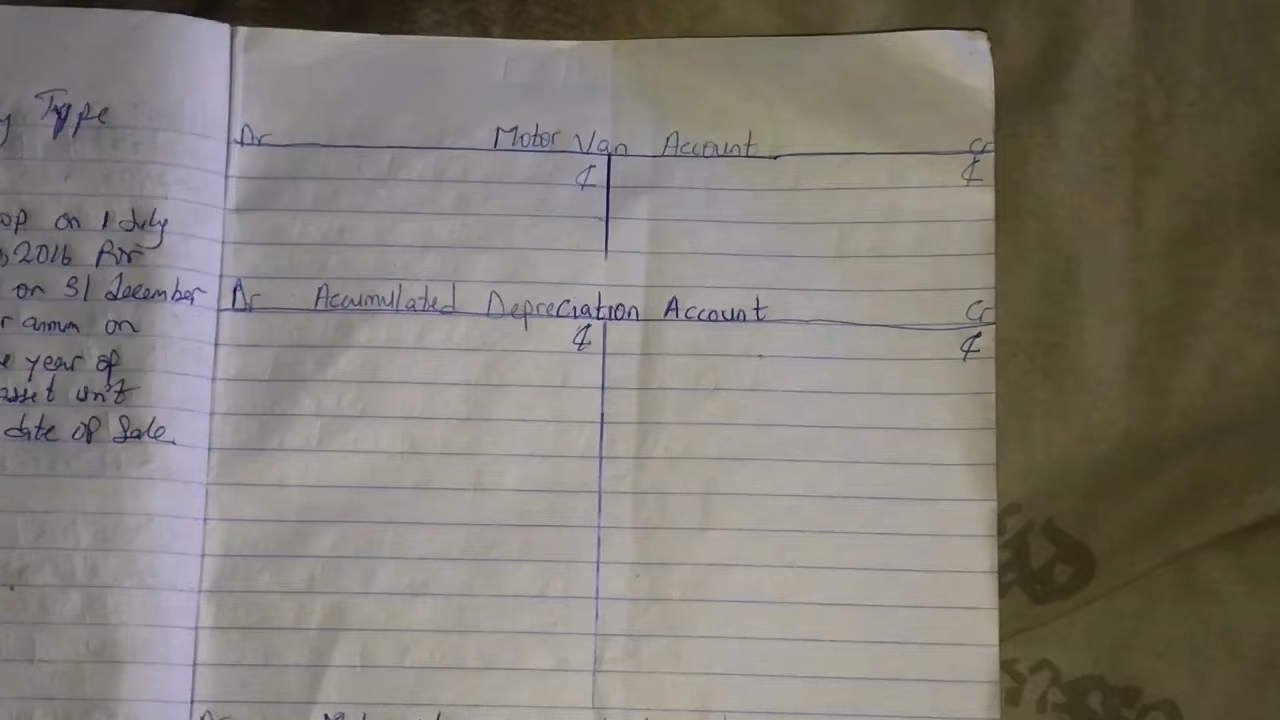 Type
on 1 July
2016 for
on 31 December
annum on
year of
asset isn't
date of Sale.
Dr Motor Van Account Cr
₵ ₵
Dr Accumulated Depreciation Account Cr
₵ ₵